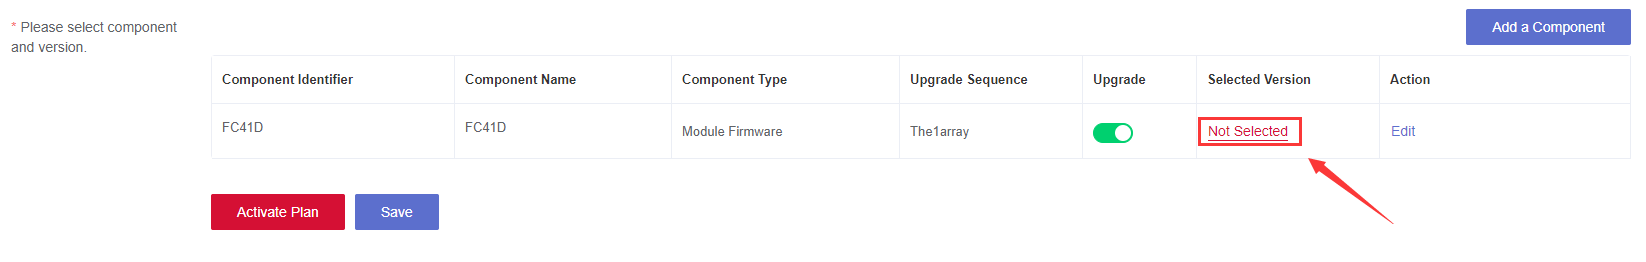 * Please select component
and version.
Add a Component
Component Identifier Component Name Component Type Upgrade Sequence Upgrade Selected Version Action
FC41D FC41D Module Firmware The1array Not Selected Edit
Activate Plan Save